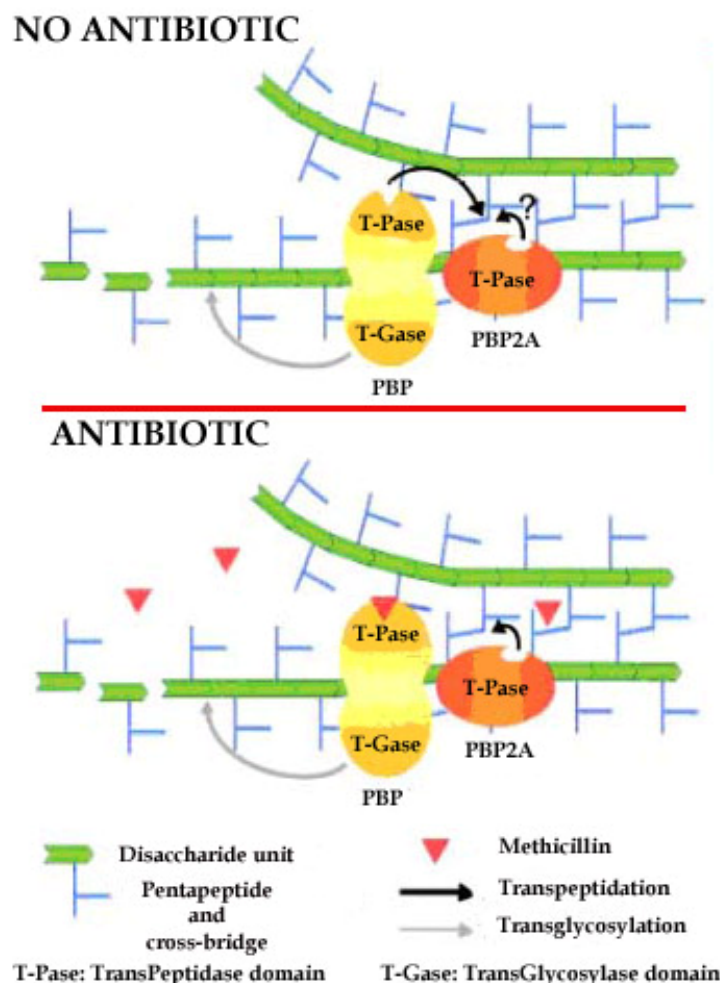 NO ANTIBIOTIC
?
T-Pase
T-Pase
T-Gase
PBP2A
PBP
ANTIBIOTIC
T-Pase
T-Pase
T-Gase
PBP2A
PBP
Disaccharide unit
Methicillin
Pentapeptide
and
cross-bridge
Transpeptidation
Transglycosylation
T-Pase: TransPeptidase domain
T-Gase: TransGlycosylase domain